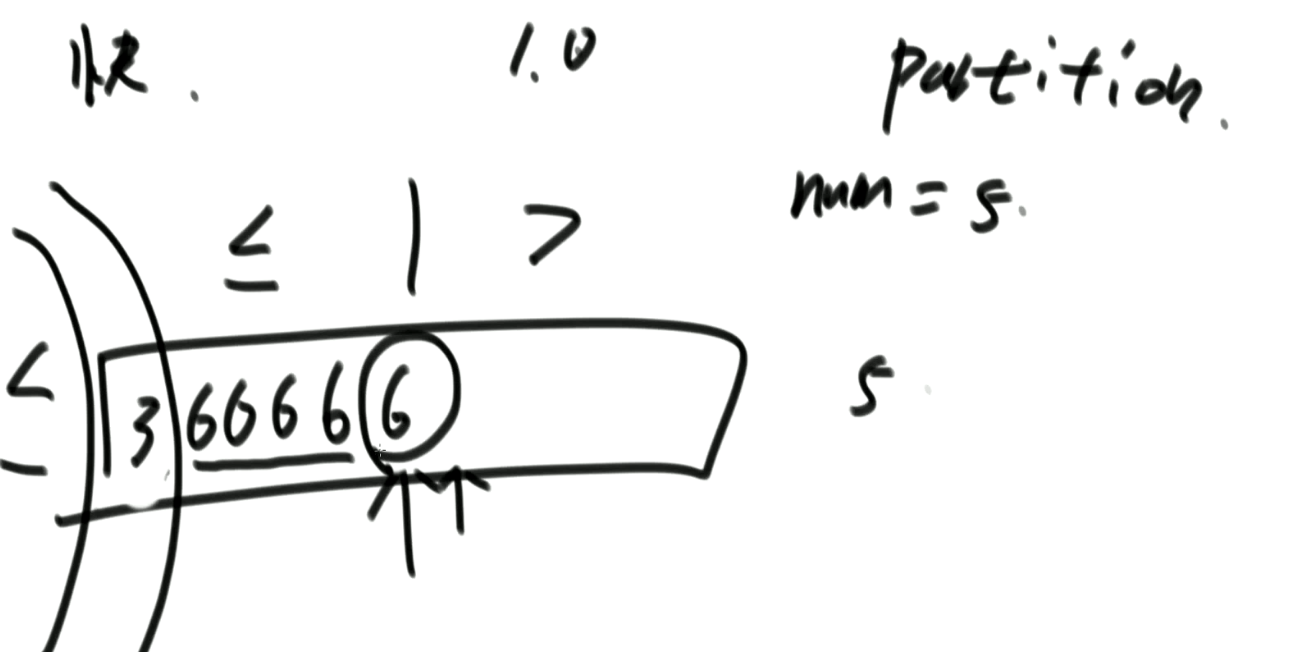 快 . 1.0 partition.
num = 5.
≤ | >
≤ 3 6 6 6 6 6 5